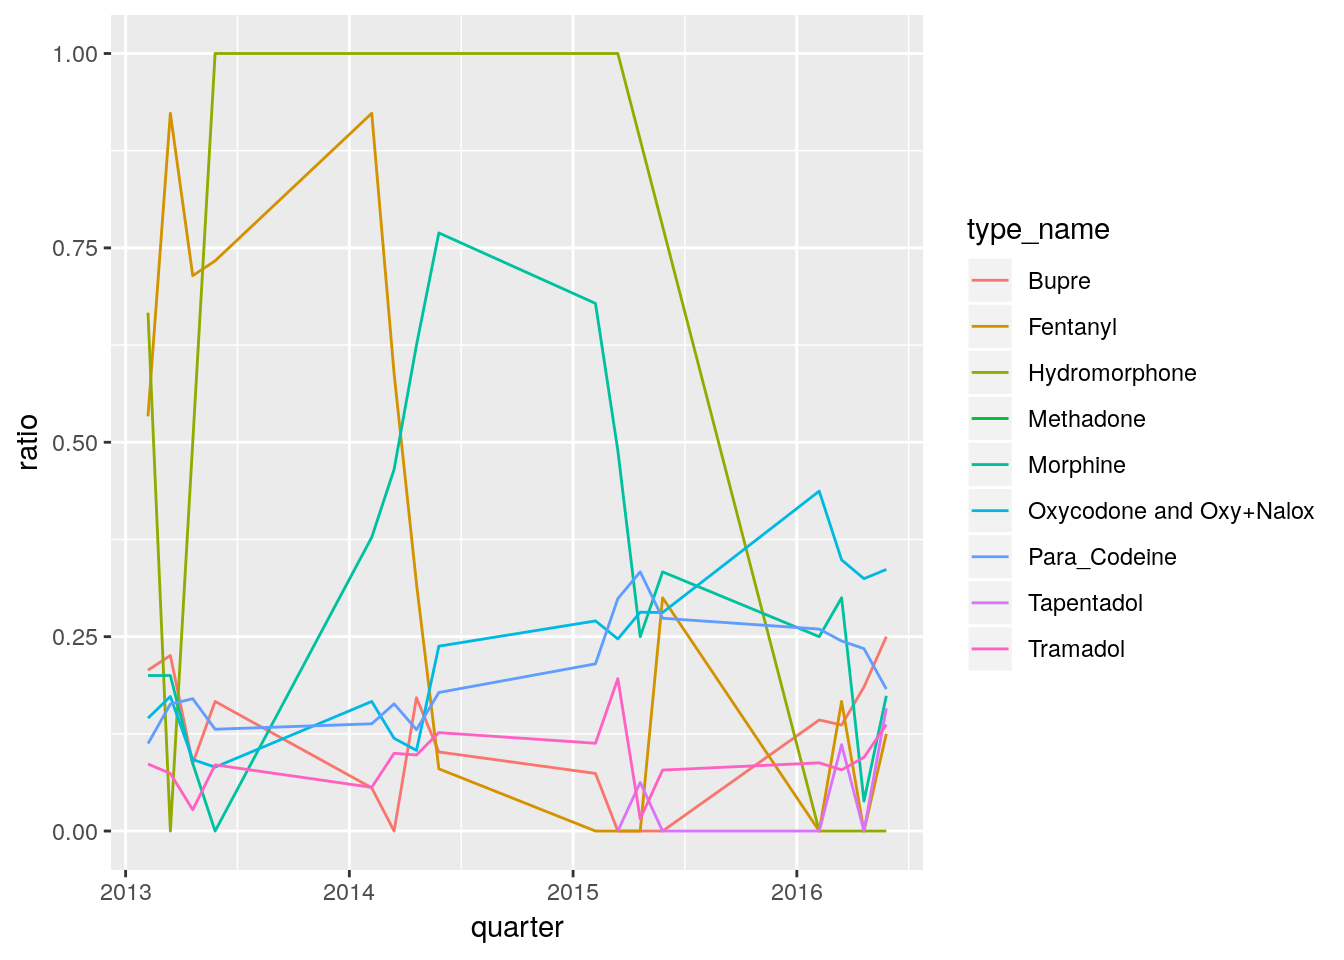 1.00
0.75
0.50
0.25
0.00
ratio
2013 2014 2015 2016
quarter
type_name
Bupre
Fentanyl
Hydromorphone
Methadone
Morphine
Oxycodone and Oxy+Nalox
Para_Codeine
Tapentadol
Tramadol